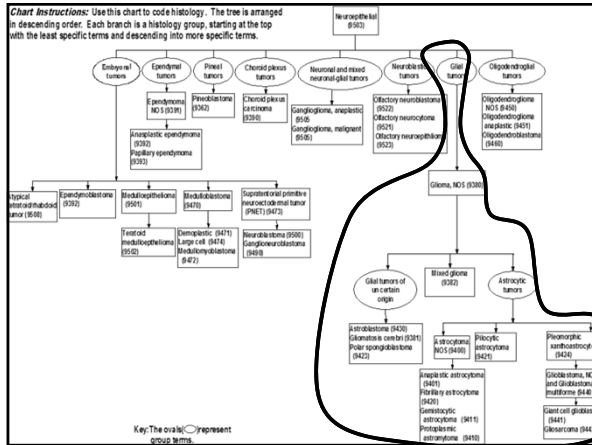 Chart Instructions: Use this chart to code histology. The tree is arranged
in descending order. Each branch is a histology group, starting at the top
with the least specific terms and descending into more specific terms.
Neuroepithelial
(9503)
Embryonal
tumors
Ependymal
tumors
Pineal
tumors
Choroid plexus
tumors
Neuronal and mixed
neuronal-glial tumors
Neuroblastic
tumors
Glial
tumors
Oligodendroglial
tumors
Ependymoma
NOS (9391)
Anaplastic ependymoma
(9392)
Papillary ependymoma
(9393)
Pineoblastoma
(9362)
Choroid plexus
carcinoma
(9390)
Ganglioglioma, anaplastic
(9505
Ganglioglioma, malignant
(9505)
Olfactory neuroblastoma
(9522)
Olfactory neurocytoma
(9521)
Olfactory neuroepithlioma
(9523)
Oligodendroglioma
NOS (9450)
Oligodendroglioma
anaplastic (9451)
Oligodendroblastoma
(9460)
Atypical
tumor (9508)
Ependymoblastoma
(9392)
Medulloepithelioma
(9501)
Teratoid
medulloepthelioma
(9502)
Medulloblastoma
(9470)
Demoplastic (9471)
Large cell (9474)
Medullomyoblastoma
(9472)
Supratentorial primitive
neuroectodermal tumor
(PNET) (9473)
Neuroblastoma (9500)
Ganglioneuroblastoma
(9490)
Glioma, NOS (9380)
Glial tumors of
uncertain
origin
Mixed glioma
(9382)
Astrocytic
tumors
Astroblastoma (9430)
Gliomatosis cerebri (9381)
Polar spongioblastoma
(9423)
Astrocytoma
NOS (9400)
Anaplastic astrocytoma
(9401)
Fibrillary astrocytoma
(9420)
Gemistocytic
astrocytoma (9411)
Protoplasmic
astromytoma (9410)
Pilocytic
astrocytoma
(9421)
Pleomorphic
xanthoastrocyt
(9424)
Glioblastoma, NO
and Glioblastoma
multiforme (9440
Giant cell glioblas
(9441)
Gliosarcoma (944
Key: The ovals represent
group terms.